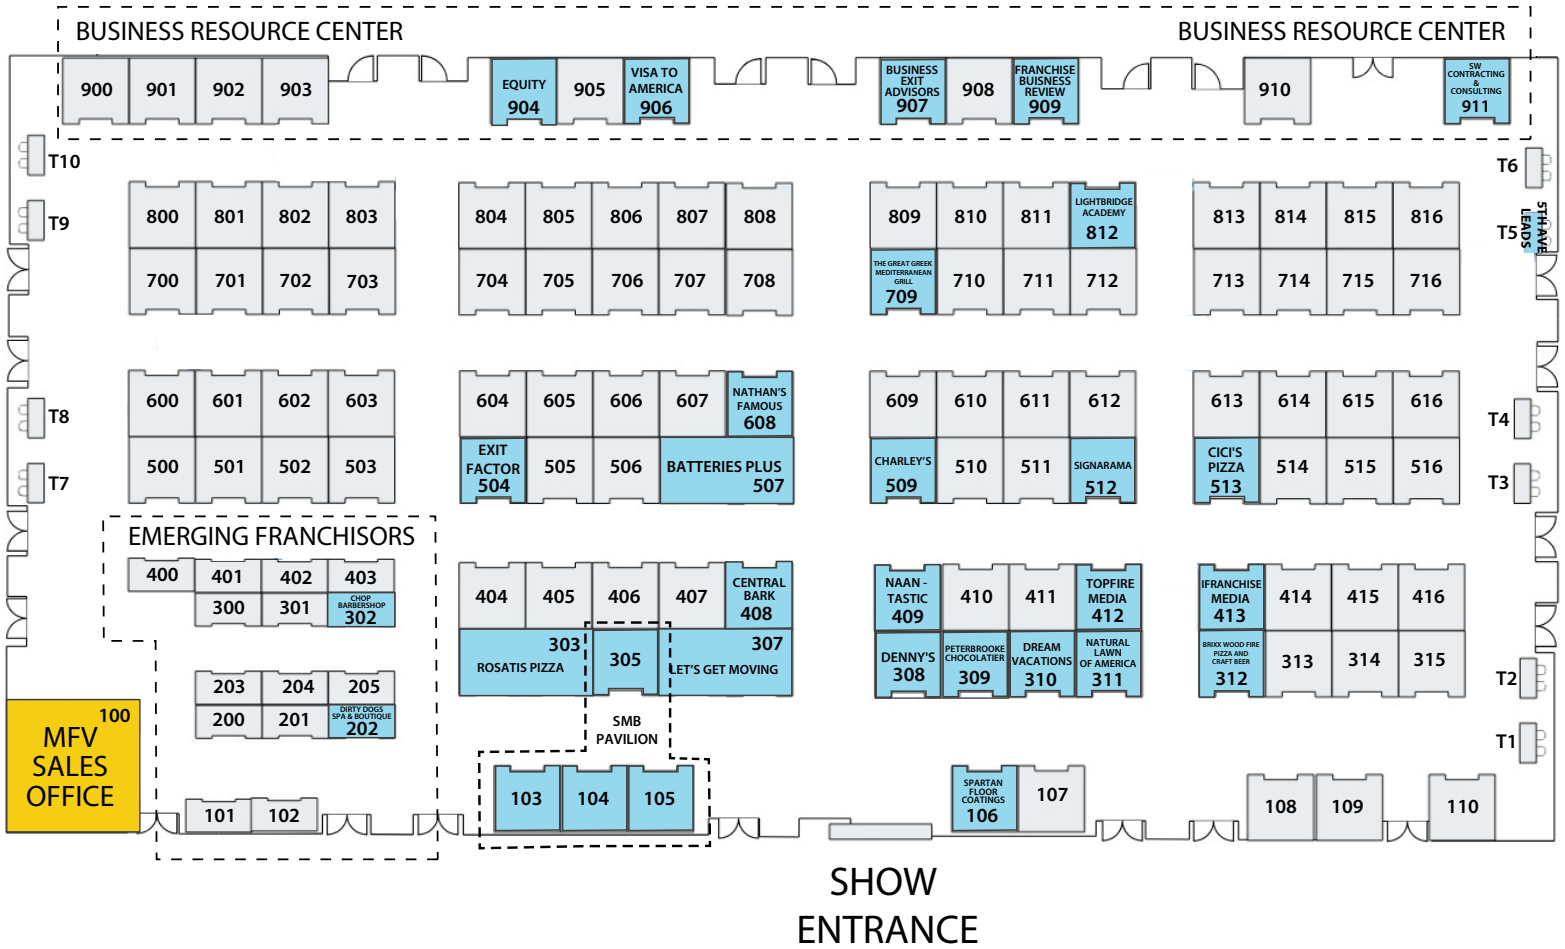 BUSINESS RESOURCE CENTER
BUSINESS RESOURCE CENTER
900
901
902
903
EQUITY
904
905
VISA TO
AMERICA
906
BUSINESS
EXIT
ADVISORS
907
908
FRANCHISE
BUISNESS
REVIEW
909
910
SW
CONTRACTING
&
CONSULTING
911
T10
T9
T8
T7
T6
T5
5TH AVE
LEADS
T4
T3
T2
T1
800
801
802
803
700
701
702
703
804
805
806
807
808
704
705
706
707
708
809
810
811
LIGHTBRIDGE
ACADEMY
812
THE GREAT GREEK
MEDITERRANEAN
GRILL
709
710
711
712
813
814
815
816
713
714
715
716
600
601
602
603
500
501
502
503
604
605
606
607
NATHAN'S
FAMOUS
608
EXIT
FACTOR
504
505
506
BATTERIES PLUS
507
609
610
611
612
CHARLEY'S
509
510
511
SIGNARAMA
512
613
614
615
616
CICI'S
PIZZA
513
514
515
516
EMERGING FRANCHISORS
400
401
402
403
300
301
CHOP
BARBERSHOP
302
203
204
205
200
201
DIRTY DOGS
SPA & BOUTIQUE
202
101
102
100
MFV
SALES
OFFICE
404
405
406
407
CENTRAL
BARK
408
303
ROSATIS PIZZA
305
307
LET'S GET MOVING
SMB
PAVILION
103
104
105
NAAN -
TASTIC
409
410
411
TOPFIRE
MEDIA
412
DENNY'S
308
PETERBROOKE
CHOCOLATIER
309
DREAM
VACATIONS
310
NATURAL
LAWN
OF AMERICA
311
IFRANCHISE
MEDIA
413
414
415
416
BRIXX WOOD FIRE
PIZZA AND
CRAFT BEER
312
313
314
315
SPARTAN
FLOOR
COATINGS
106
107
108
109
110
SHOW
ENTRANCE